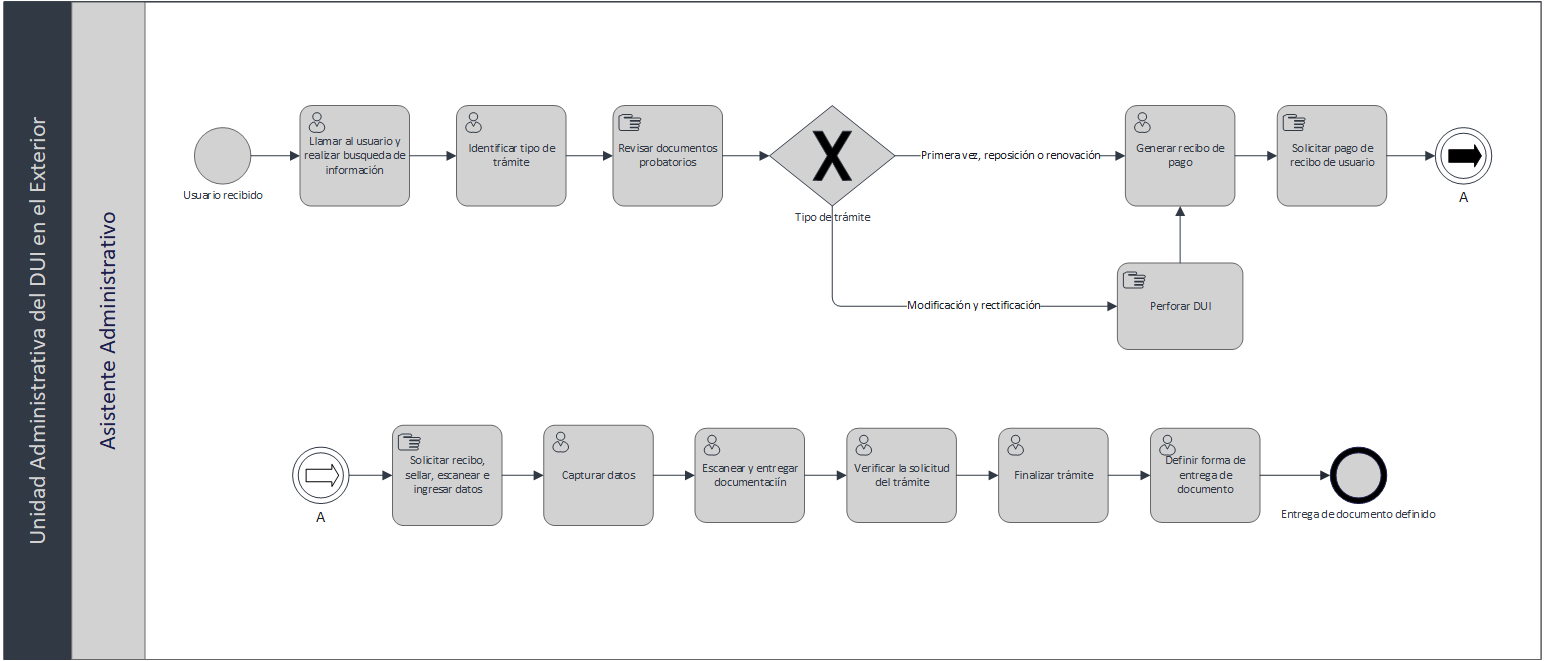 Unidad Administrativa del DUI en el Exterior
Asistente Administrativo
Usuario recibido
Llamar al usuario y
realizar busqueda de
información
Identificar tipo de
trámite
Revisar documentos
probatorios
X
Tipo de trámite
Primera vez, reposición o renovación
Modificación y rectificación
Generar recibo de
pago
Solicitar pago de
recibo de usuario
A
Perforar DUI
A
Solicitar recibo,
sellar, escanear e
ingresar datos
Capturar datos
Escanear y entregar
documentaciín
Verificar la solicitud
del trámite
Finalizar trámite
Definir forma de
entrega de
documento
Entrega de documento definido